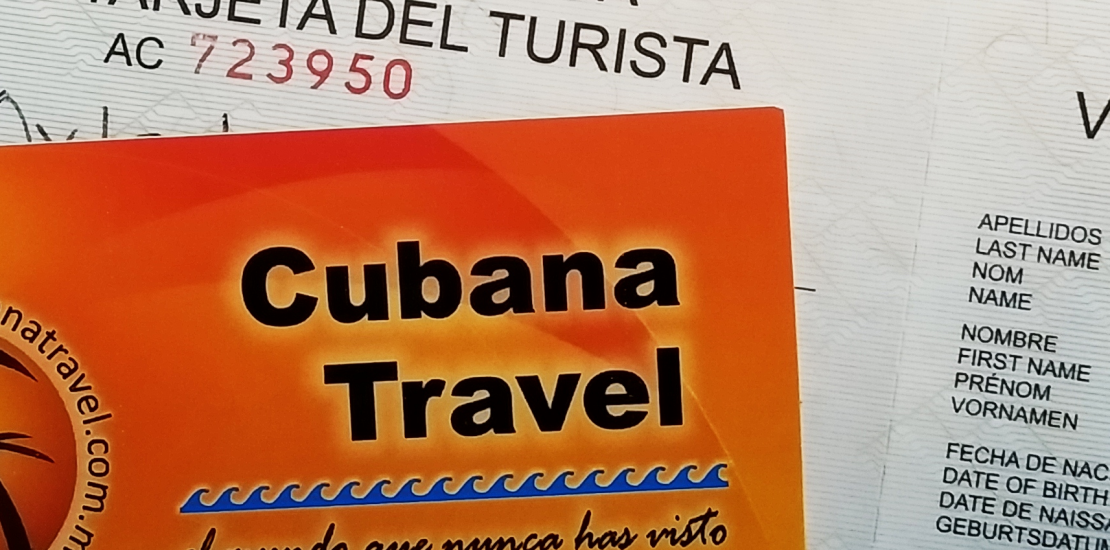 TARJETA DEL TURISTA
AC 723950
V
APELLIDOS
LAST NAME
NOM
NAME
NOMBRE
FIRST NAME
PRÉNOM
VORNAMEN
FECHA DE NAC
DATE OF BIRTH
DATE DE NAISSA
GEBURTSDATUM
Cubana
Travel
natravel.com.m
mundo que nunca has visto